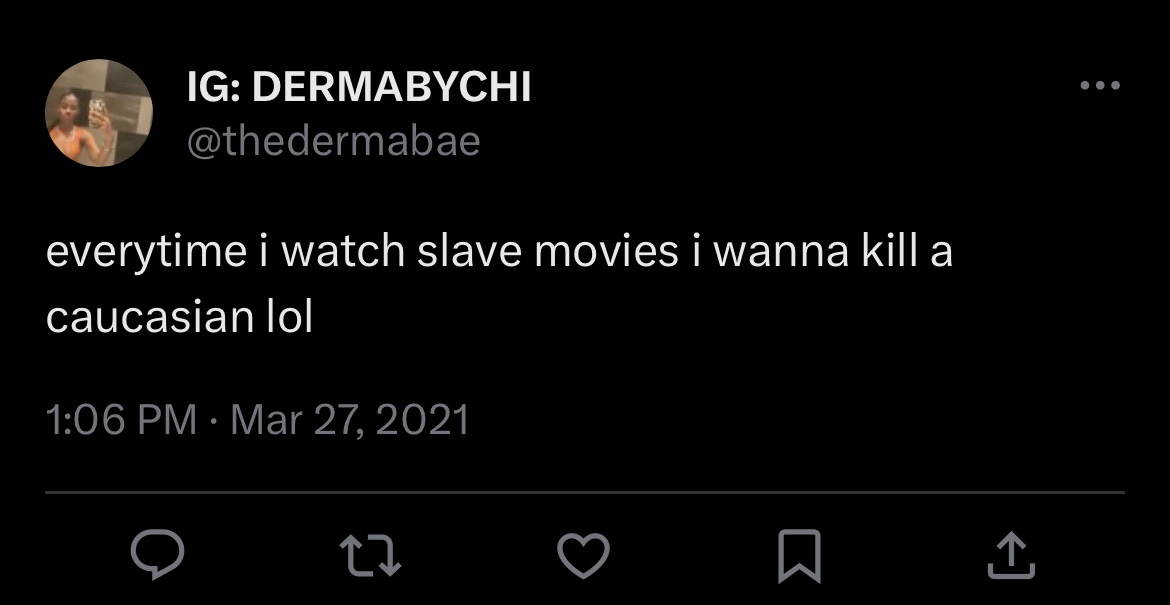 IG: DERMABYCHI
@thedermabae
everytime i watch slave movies i wanna kill a
caucasian lol
1:06 PM · Mar 27, 2021